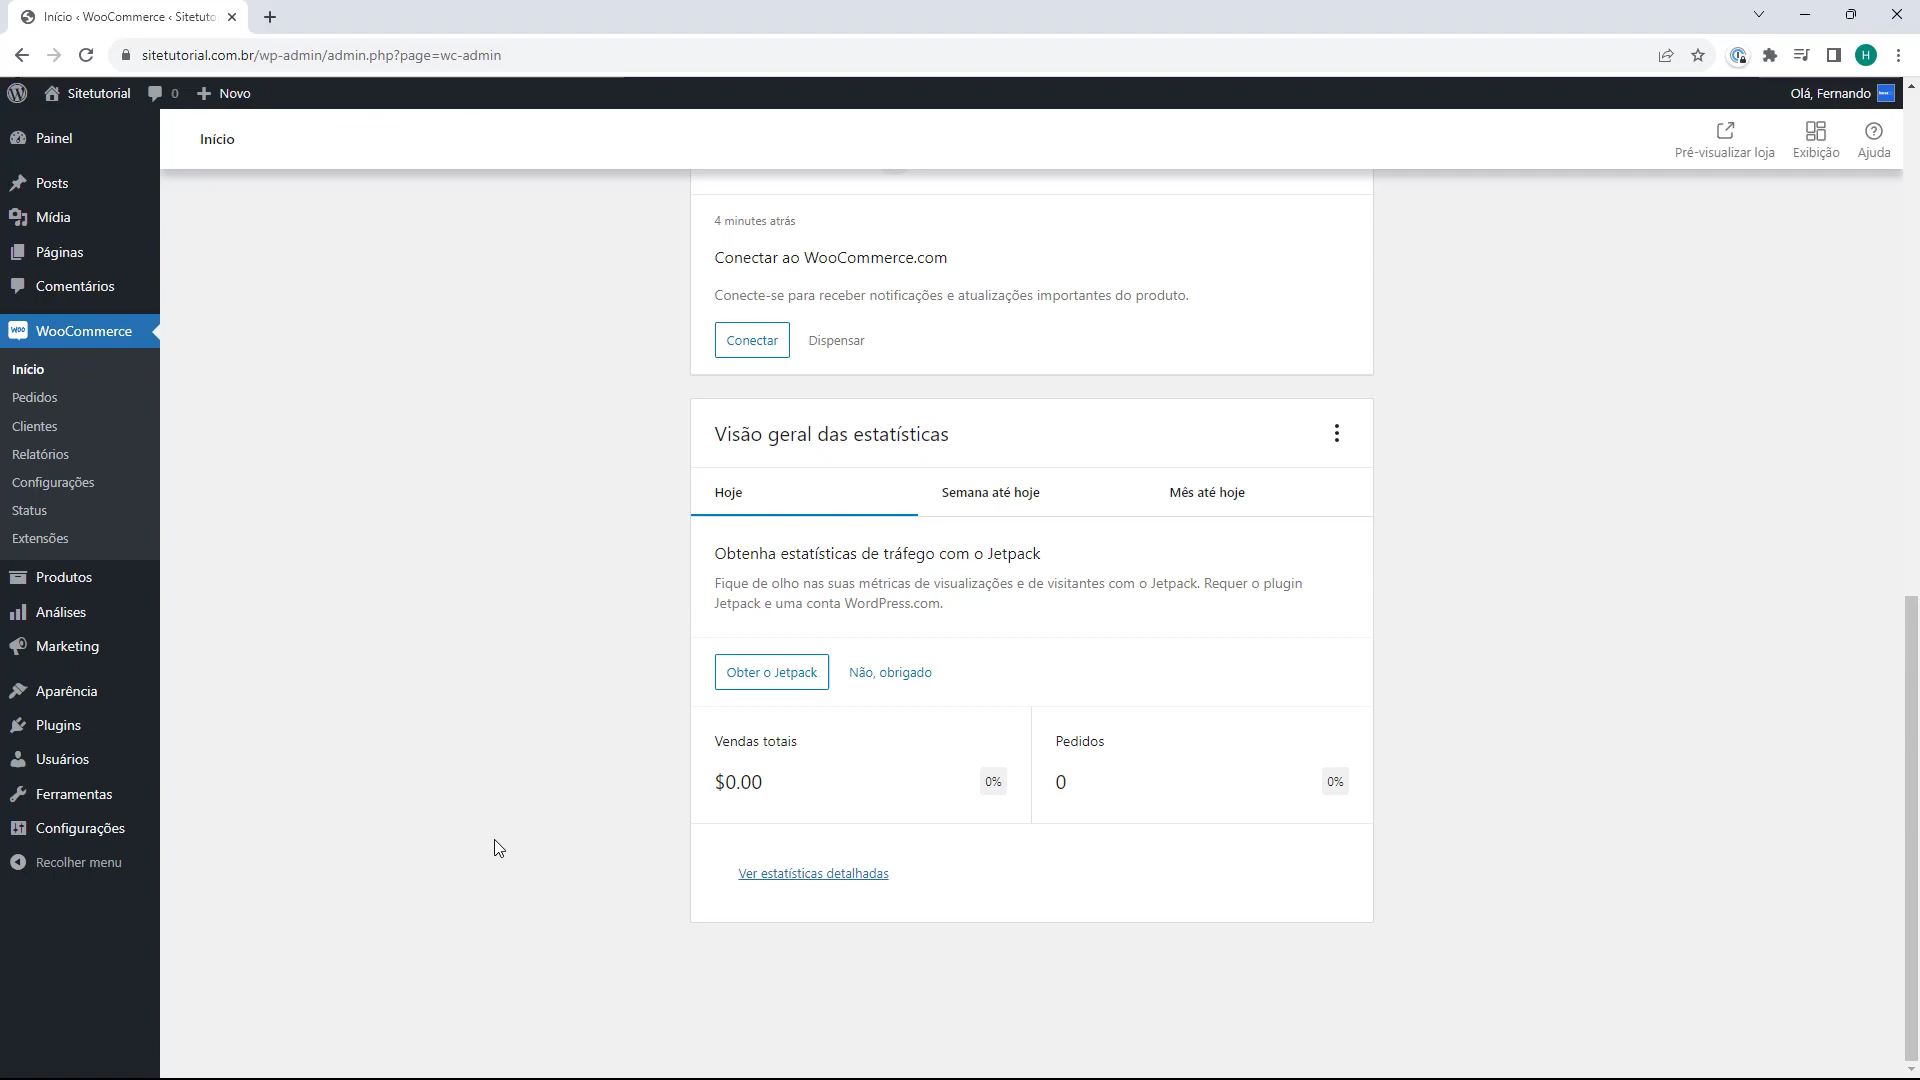 Início ‹ WooCommerce ‹ Sitetuto
sitetutorial.com.br/wp-admin/admin.php?page=wc-admin
H
Sitetutorial
0
Novo
Olá, Fernando
Painel
Início
Pré-visualizar loja
Exibição
Ajuda
Posts
Mídia
Páginas
Comentários
WooCommerce
Início
Pedidos
Clientes
Relatórios
Configurações
Status
Extensões
Produtos
Análises
Marketing
Aparência
Plugins
Usuários
Ferramentas
Configurações
Recolher menu
4 minutes atrás
Conectar ao WooCommerce.com
Conecte-se para receber notificações e atualizações importantes do produto.
Conectar
Dispensar
Visão geral das estatísticas
Hoje
Semana até hoje
Mês até hoje
Obtenha estatísticas de tráfego com o Jetpack
Fique de olho nas suas métricas de visualizações e de visitantes com o Jetpack. Requer o plugin
Jetpack e uma conta WordPress.com.
Obter o Jetpack
Não, obrigado
Vendas totais
$0.00
0%
Pedidos
0
0%
Ver estatísticas detalhadas